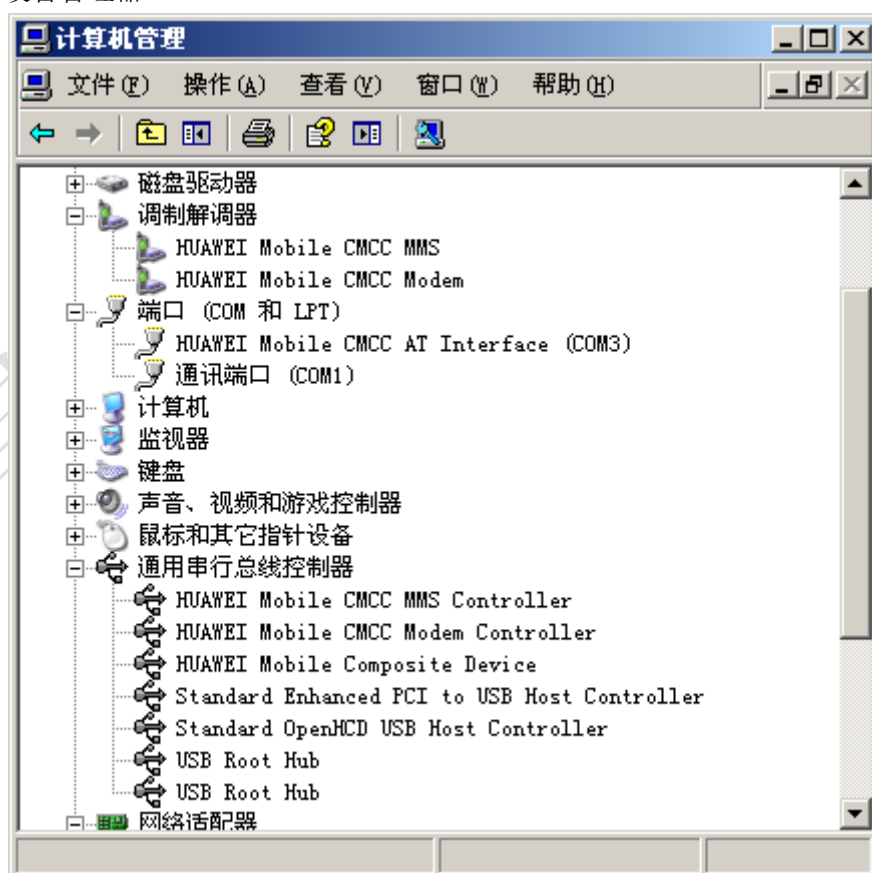 计算机管理
文件(F) 操作(A) 查看(V) 窗口(W) 帮助(H)
磁盘驱动器
调制解调器
HUAWEI Mobile CMCC MMS
HUAWEI Mobile CMCC Modem
端口 (COM 和 LPT)
HUAWEI Mobile CMCC AT Interface (COM3)
通讯端口 (COM1)
计算机
监视器
键盘
声音、视频和游戏控制器
鼠标和其它指针设备
通用串行总线控制器
HUAWEI Mobile CMCC MMS Controller
HUAWEI Mobile CMCC Modem Controller
HUAWEI Mobile Composite Device
Standard Enhanced PCI to USB Host Controller
Standard OpenHCD USB Host Controller
USB Root Hub
USB Root Hub
网络适配器